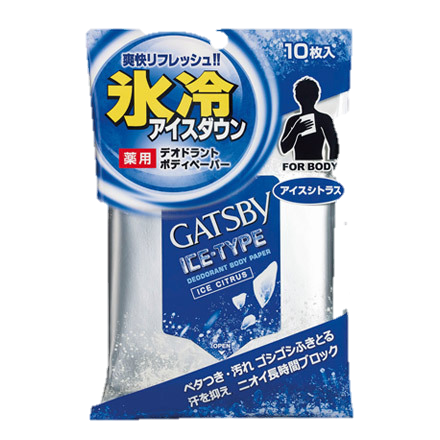 爽快リフレッシュ!!
10枚入
氷冷
アイスダウン
薬用
デオドラント
ボディペーパー
FOR BODY
アイスシトラス
GATSBY
ICE-TYPE
DEODORANT BODY PAPER
ICE CITRUS
OPEN
ベタつき・汚れ ゴシゴシふきとる
汗を抑え ニオイ長時間ブロック